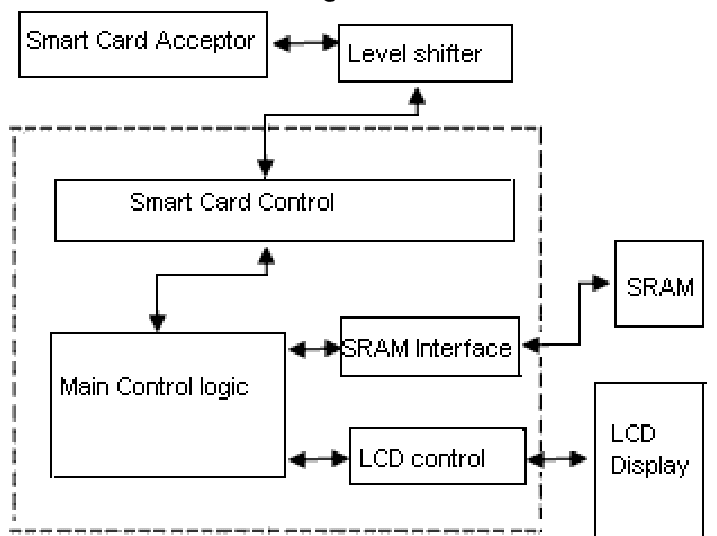 Smart Card Acceptor
Level shifter
Smart Card Control
SRAM
SRAM Interface
Main Control logic
LCD
Display
LCD control